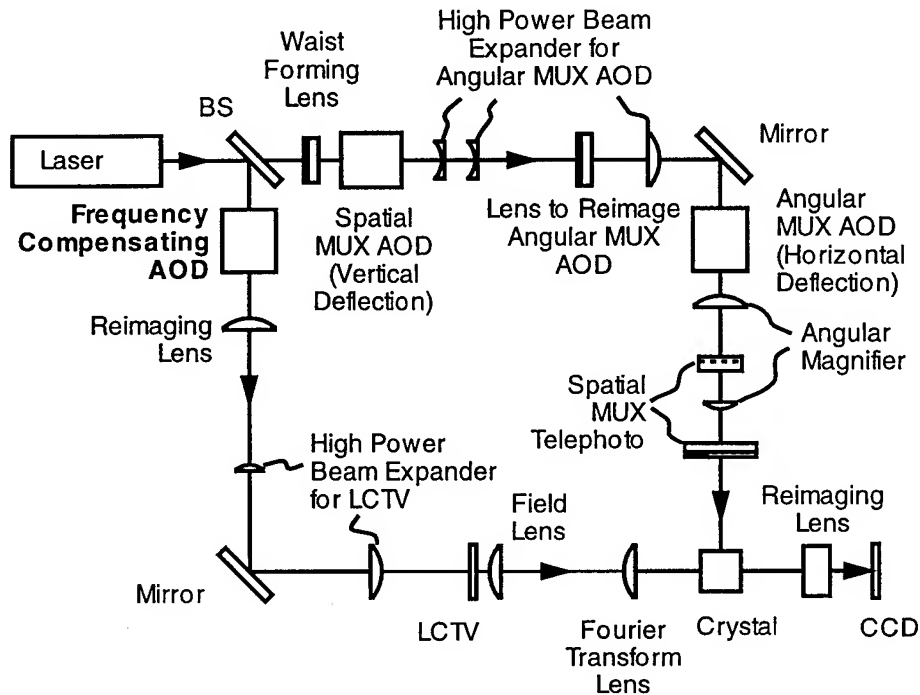 High Power Beam
Expander for
Angular MUX AOD
Waist
Forming
Lens
BS
Mirror
Laser
Frequency
Compensating
AOD
Spatial
MUX AOD
(Vertical
Deflection)
Lens to Reimage
Angular MUX
AOD
Angular
MUX AOD
(Horizontal
Deflection)
Reimaging
Lens
Angular
Magnifier
Spatial
MUX
Telephoto
High Power
Beam Expander
for LCTV
Field
Lens
Reimaging
Lens
Mirror
LCTV
Fourier
Transform
Lens
Crystal
CCD